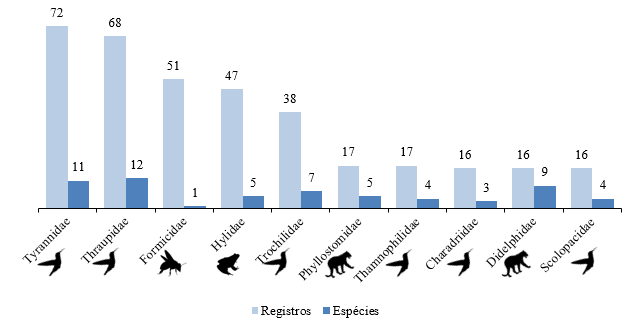 72
68
51
47
38
17
17
16
16
16
11
12
1
5
7
5
4
3
9
4
Tyrannidae
Thraupidae
Formicidae
Hylidae
Trochilidae
Phyllostomidae
Thamnophilidae
Charadriidae
Didelphidae
Scolopacidae
Registros
Espécies